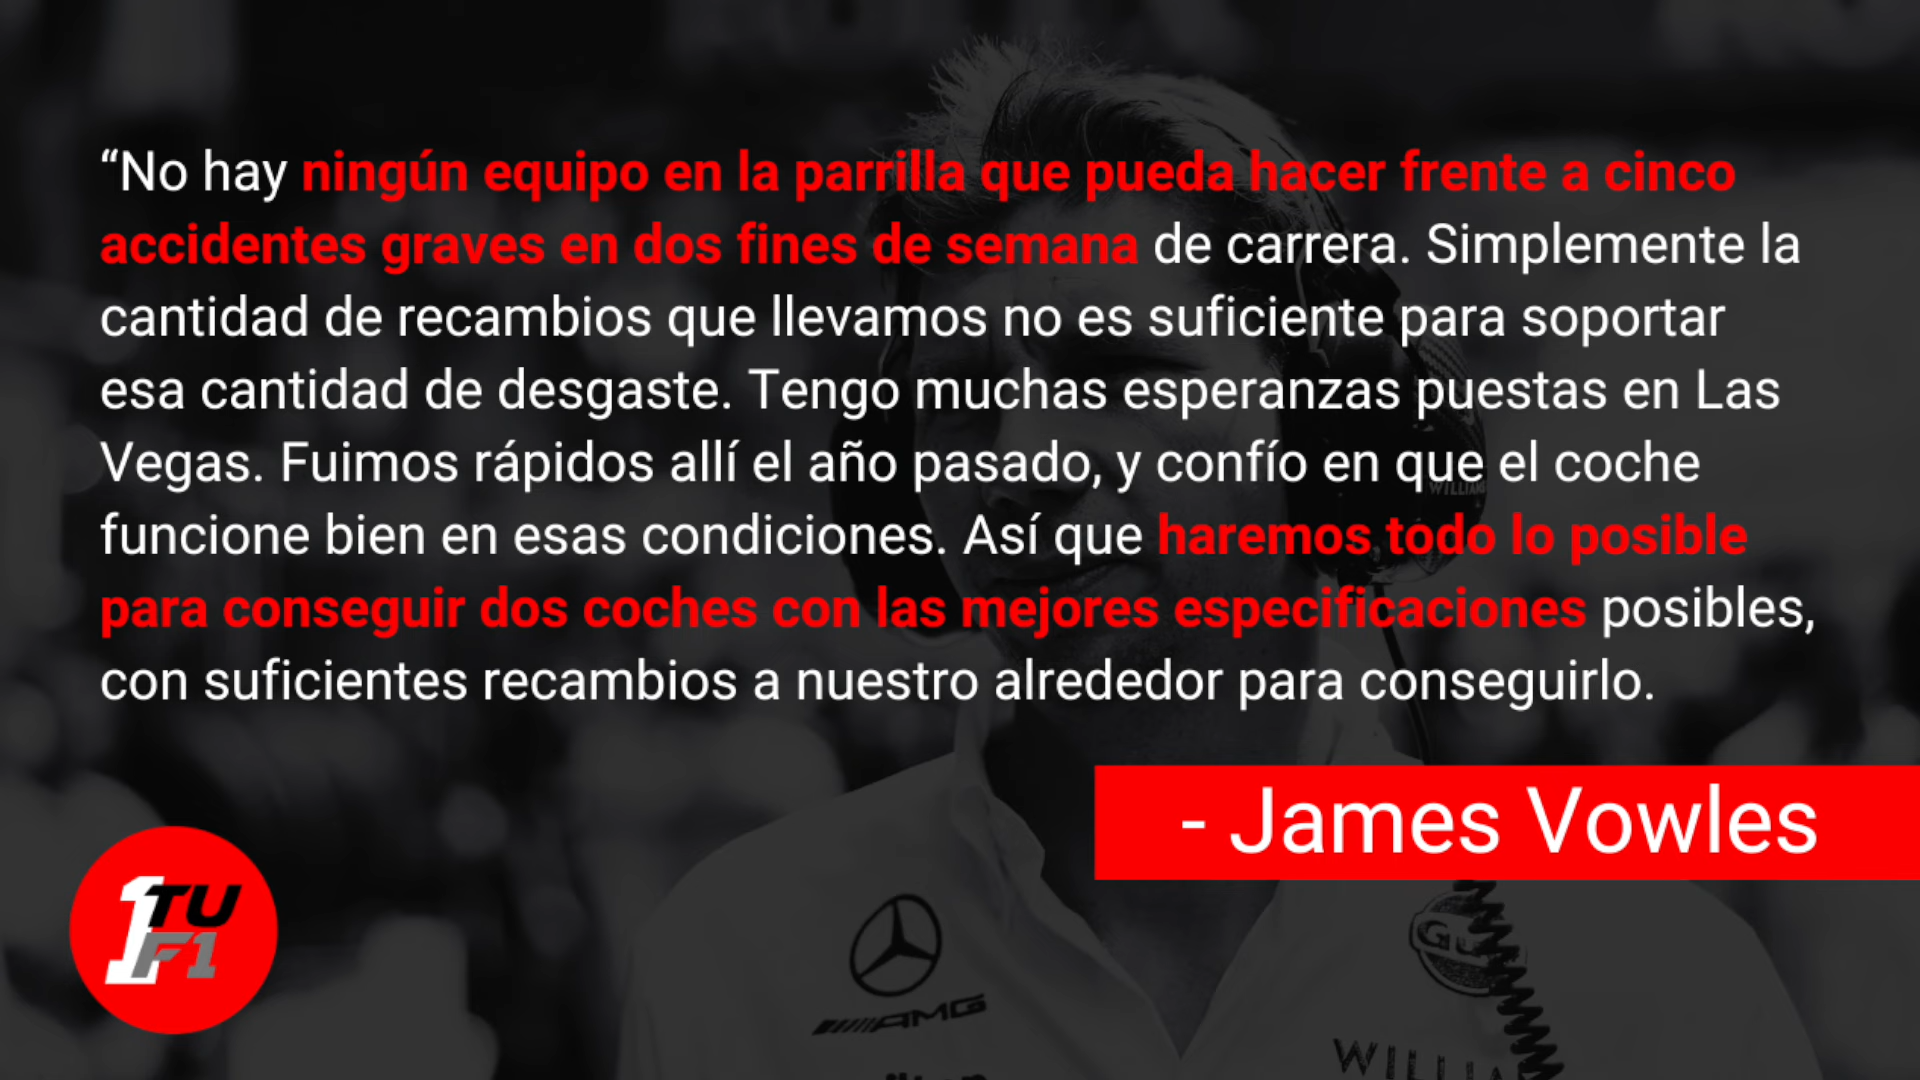 “No hay ningún equipo en la parrilla que pueda hacer frente a cinco
accidentes graves en dos fines de semana de carrera. Simplemente la
cantidad de recambios que llevamos no es suficiente para soportar
esa cantidad de desgaste. Tengo muchas esperanzas puestas en Las
Vegas. Fuimos rápidos allí el año pasado, y confío en que el coche
funcione bien en esas condiciones. Así que haremos todo lo posible
para conseguir dos coches con las mejores especificaciones posibles,
con suficientes recambios a nuestro alrededor para conseguirlo.
- James Vowles
1 TU
F1
AMG